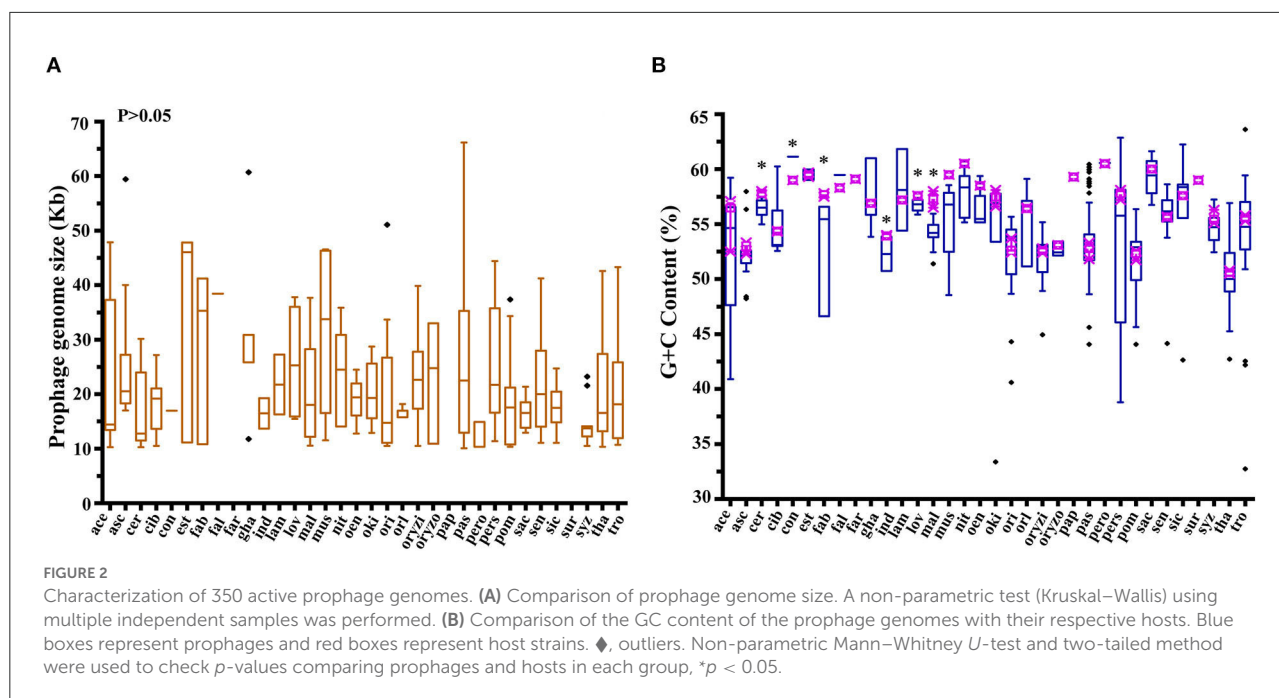 A
P>0.05
Prophage genome size (Kb)
70
60
50
40
30
20
10
0
ace
asc
cer
cib
con
est
fab
fal
far
gha
ind
lam
lov
mal
mus
nit
oen
oki
ori
orl
oryzi
oryzo
pap
pas
pero
pers
pom
sac
sen
sic
sur
syz
tha
tro
B
G+C Content (%)
65
60
55
50
45
40
35
30
* * * * * *
ace
asc
cer
cib
con
est
fab
fal
far
gha
ind
lam
lov
mal
mus
nit
oen
oki
ori
orl
oryzi
oryzo
pap
pas
pero
pers
pom
sac
sen
sic
sur
syz
tha
tro
FIGURE 2
Characterization of 350 active prophage genomes. (A) Comparison of prophage genome size. A non-parametric test (Kruskal–Wallis) using
multiple independent samples was performed. (B) Comparison of the GC content of the prophage genomes with their respective hosts. Blue
boxes represent prophages and red boxes represent host strains. ♦, outliers. Non-parametric Mann–Whitney U-test and two-tailed method
were used to check p-values comparing prophages and hosts in each group, *p < 0.05.